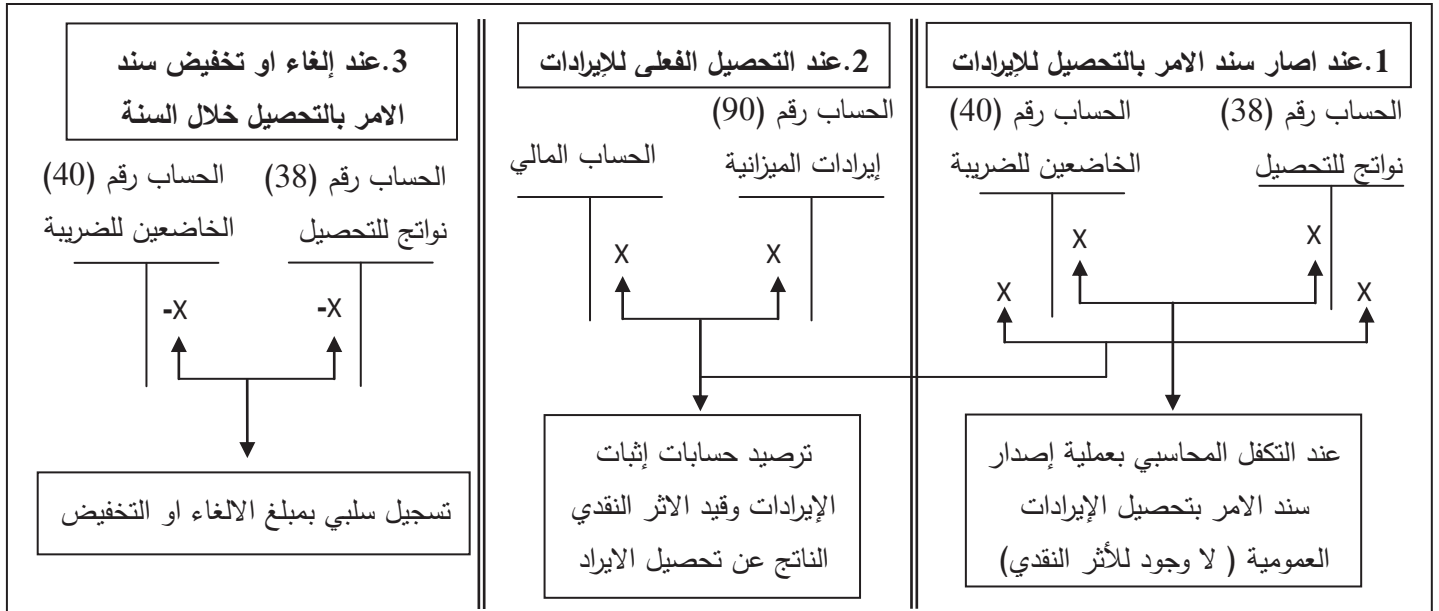 1.عند اصار سند الامر بالتحصيل للإيرادات
الحساب رقم (38)
نواتج للتحصيل
الحساب رقم (40)
الخاضعين للضريبة
X
X
X
X
عند التكفل المحاسبي بعملية إصدار
سند الامر بتحصيل الإيرادات
العمومية ( لا وجود للأثر النقدي)
2.عند التحصيل الفعلى للإيرادات
الحساب رقم (90)
إيرادات الميزانية
الحساب المالي
X
X
ترصيد حسابات إثبات
الإيرادات وقيد الاثر النقدي
الناتج عن تحصيل الايراد
3.عند إلغاء او تخفيض سند
الامر بالتحصيل خلال السنة
الحساب رقم (38)
نواتج للتحصيل
الحساب رقم (40)
الخاضعين للضريبة
-X
-X
تسجيل سلبي بمبلغ الالغاء او التخفيض